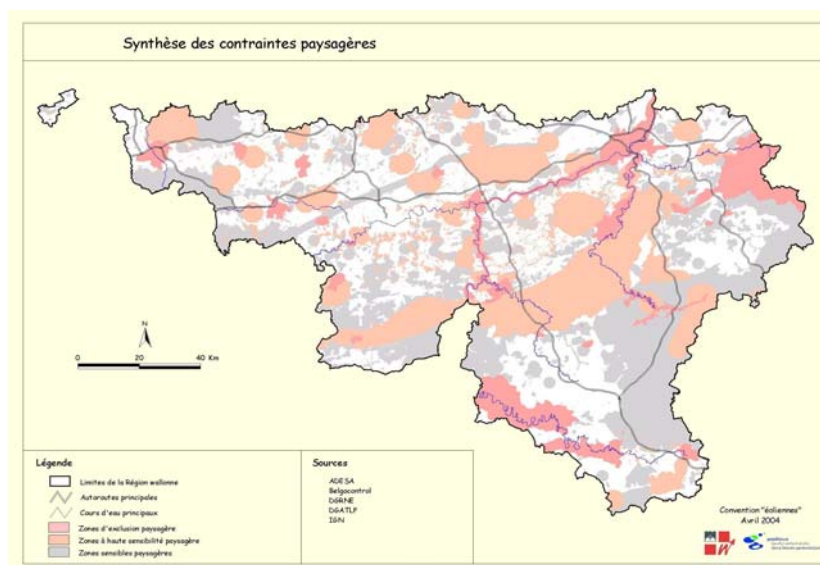 Synthèse des contraintes paysagères
N
0 20 40 Km
Légende
Limites de la Région wallonne
Autoroutes principales
Cours d'eau principaux
Zones d'exclusion paysagère
Zones à haute sensibilité paysagère
Zones sensibles paysagères
Sources
ADESA
Belgocontrol
DGRNE
DGATLP
IGN
Convention "éoliennes"
Avril 2004